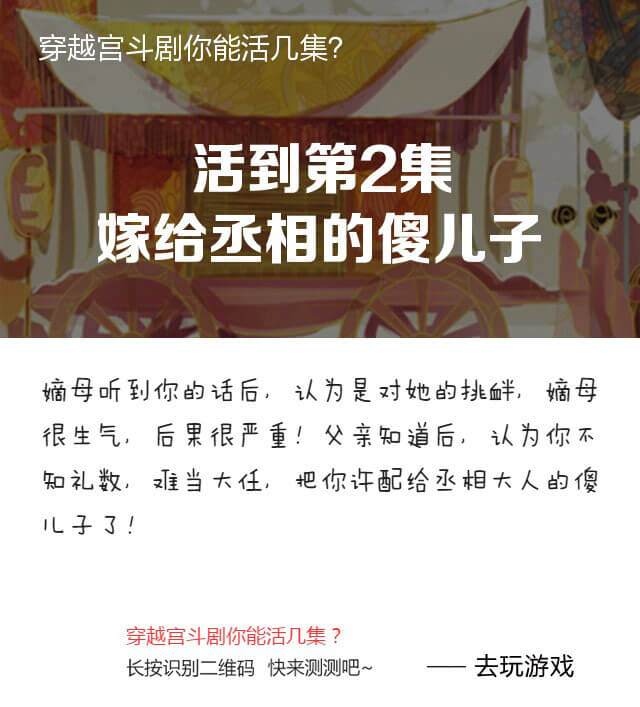 穿越宫斗剧你能活几集?
活到第2集
嫁给丞相的傻儿子
嫡母听到你的话后，认为是对她的挑衅，嫡母
很生气，后果很严重！父亲知道后，认为你不
知礼数，难当大任，把你许配给丞相大人的傻
儿子了！
穿越宫斗剧你能活几集？
长按识别二维码 快来测测吧~
—— 去玩游戏